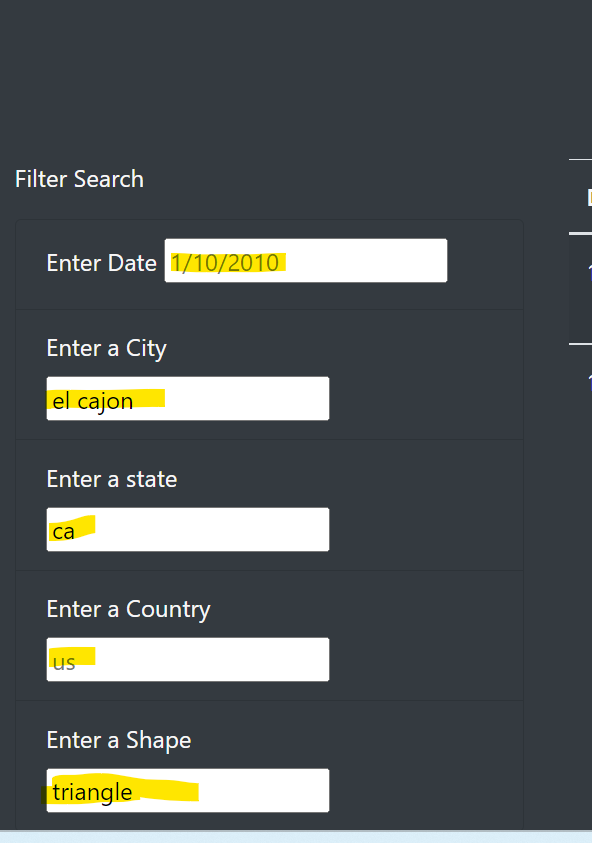 Filter Search
Enter Date 1/10/2010
Enter a City
el cajon
Enter a state
ca
Enter a Country
us
Enter a Shape
triangle